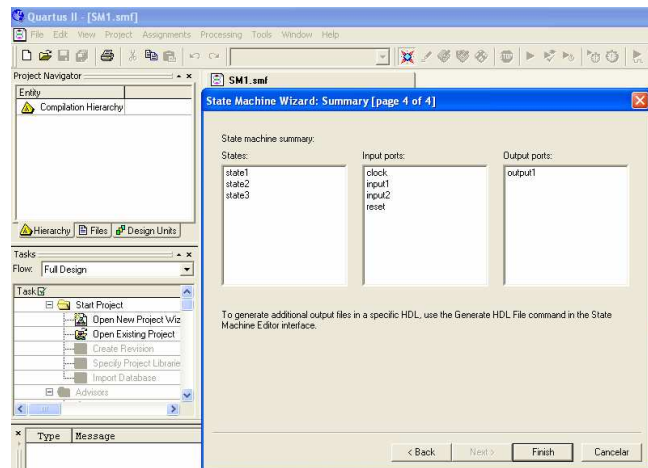 Quartus II - [SM1.smf]
File Edit View Project Assignments Processing Tools Window Help
Project Navigator
Entity
Compilation Hierarchy
Hierarchy Files Design Units
Tasks
Flow: Full Design
Task
Start Project
Open New Project Wiz
Open Existing Project
Create Revision
Specify Project Librarie
Import Database
Advisors
Type Message
SM1.smf
State Machine Wizard: Summary [page 4 of 4]
State machine summary:
States: Input ports: Output ports:
state1 clock output1
state2 input1
state3 input2
reset
To generate additional output files in a specific HDL, use the Generate HDL File command in the State
Machine Editor interface.
< Back Next > Finish Cancelar